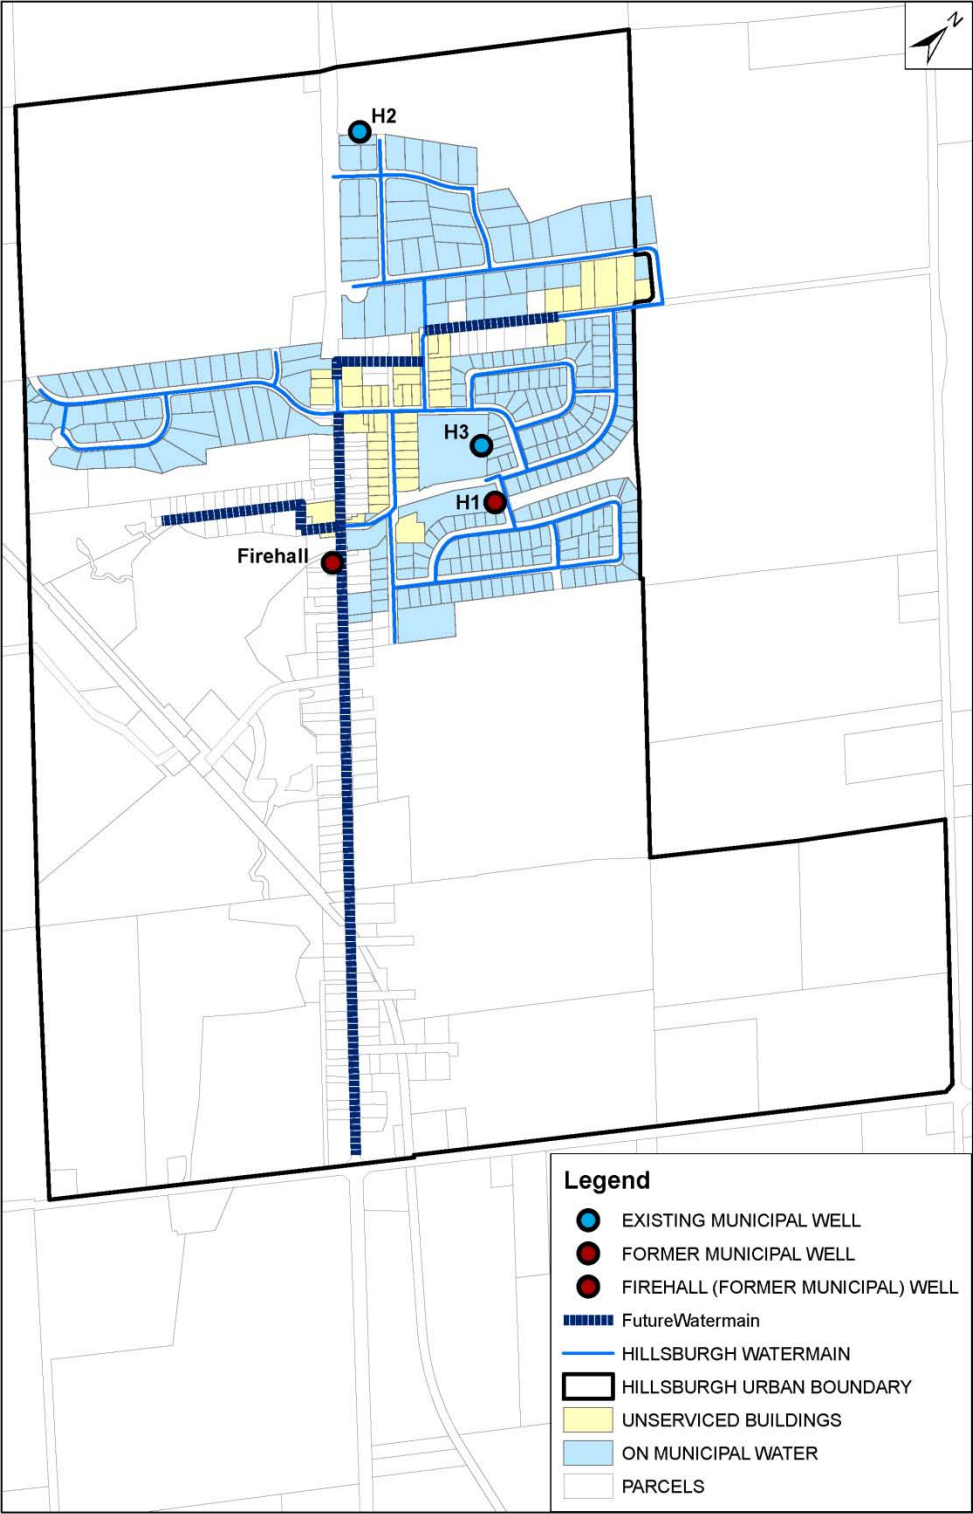 N
H2
H3
H1
Firehall
Legend
EXISTING MUNICIPAL WELL
FORMER MUNICIPAL WELL
FIREHALL (FORMER MUNICIPAL) WELL
FutureWatermain
HILLSBURGH WATERMAIN
HILLSBURGH URBAN BOUNDARY
UNSERVICED BUILDINGS
ON MUNICIPAL WATER
PARCELS